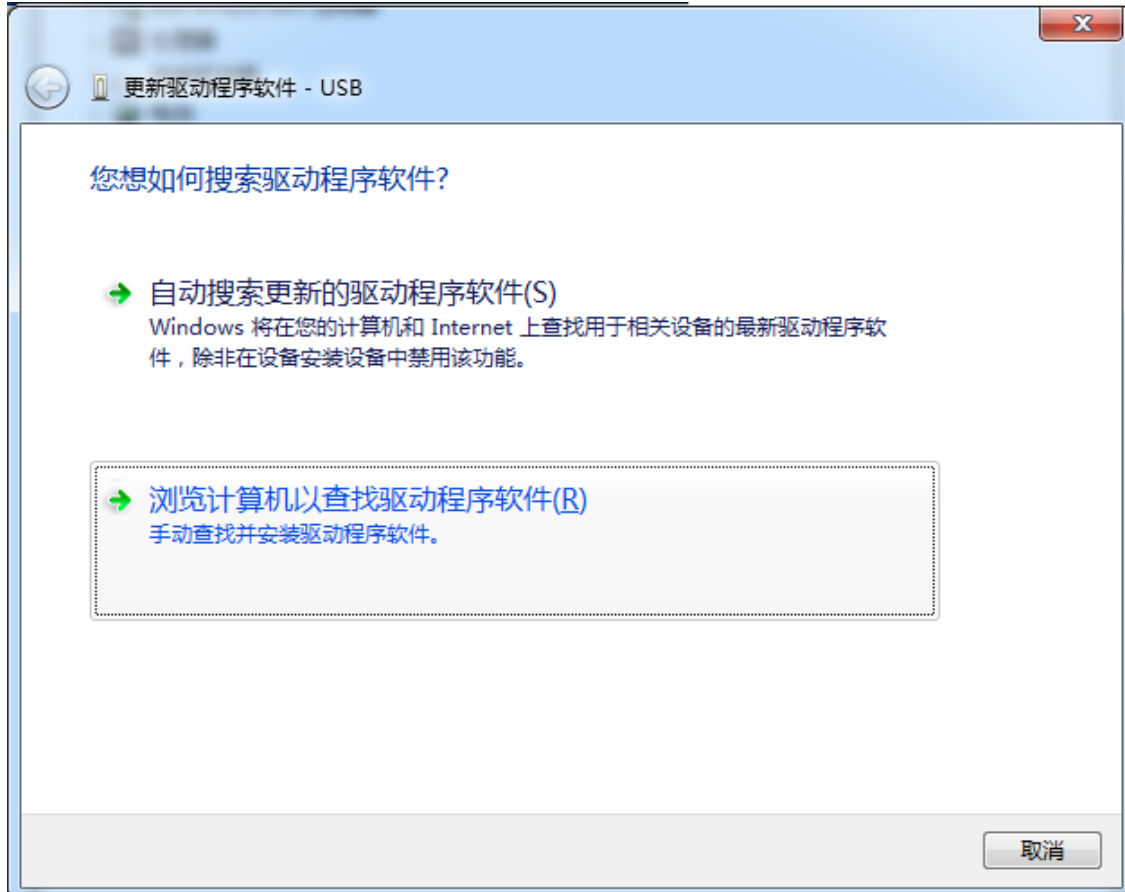 更新驱动程序软件 - USB
您想如何搜索驱动程序软件?
自动搜索更新的驱动程序软件(S)
Windows 将在您的计算机和 Internet 上查找用于相关设备的最新驱动程序软
件，除非在设备安装设备中禁用该功能。
浏览计算机以查找驱动程序软件(R)
手动查找并安装驱动程序软件。
取消